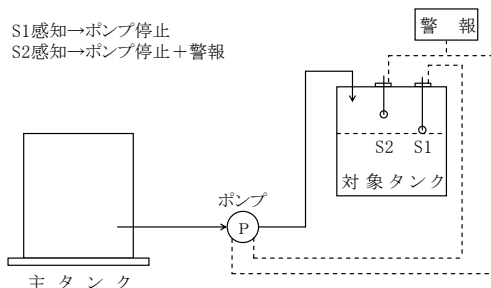 S1感知→ポンプ停止
S2感知→ポンプ停止＋警報
警 報
S2 S1
対象タンク
ポンプ
P
主タンク